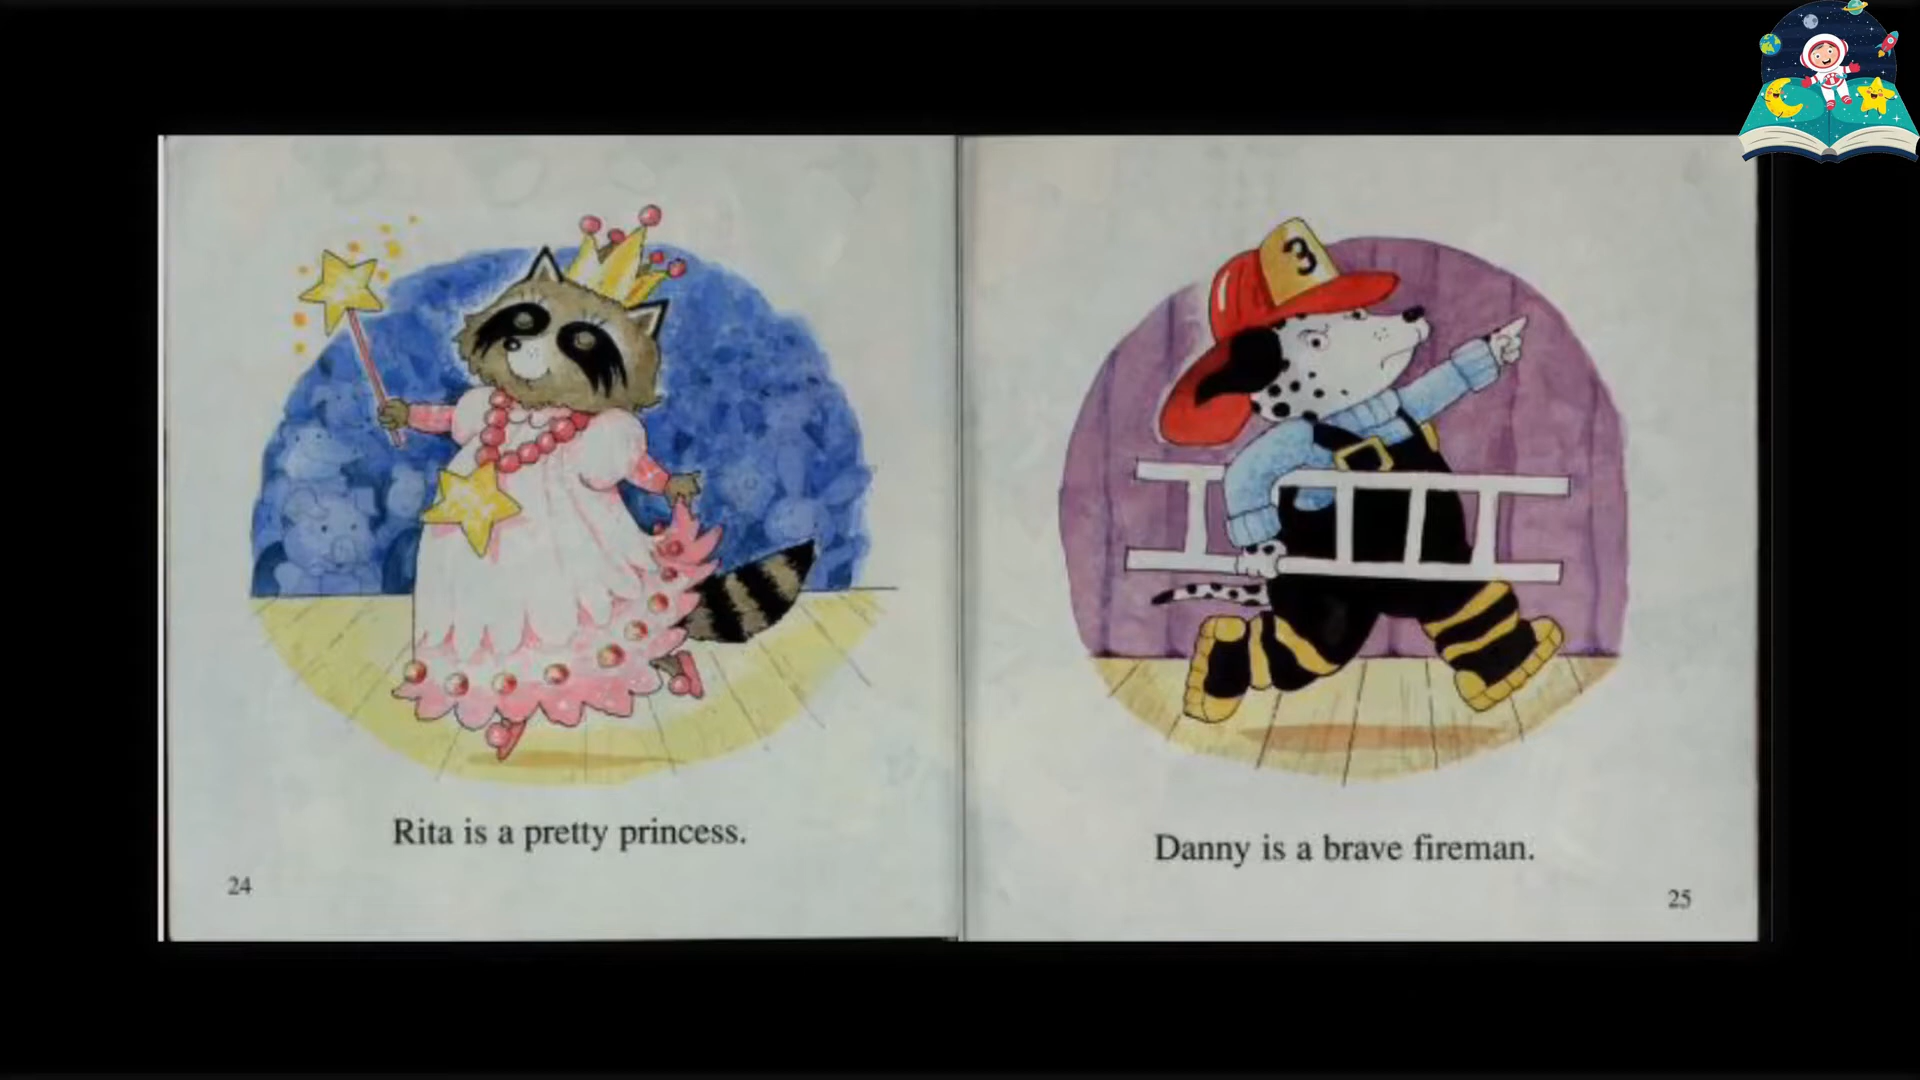 3
Rita is a pretty princess.
24
Danny is a brave fireman.
25